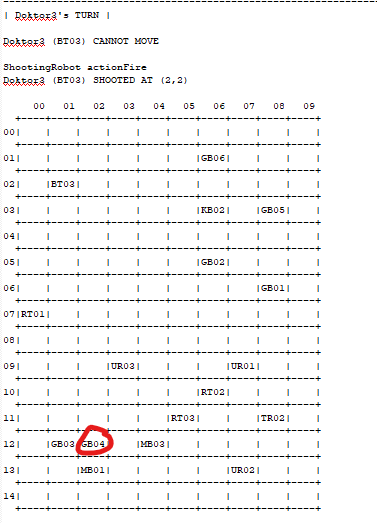 --------------------------------------------------------------
| Doktor3's TURN |
Doktor3 (BT03) CANNOT MOVE
ShootingRobot actionFire
Doktor3 (BT03) SHOOTED AT (2,2)
     00   01   02   03   04   05   06   07   08   09
  +----+----+----+----+----+----+----+----+----+----+
00|    |    |    |    |    |    |    |    |    |    |
  +----+----+----+----+----+----+----+----+----+----+
01|    |    |    |    |    |    |GB06|    |    |    |
  +----+----+----+----+----+----+----+----+----+----+
02|    |BT03|    |    |    |    |    |    |    |    |
  +----+----+----+----+----+----+----+----+----+----+
03|    |    |    |    |    |    |KB02|    |GB05|    |
  +----+----+----+----+----+----+----+----+----+----+
04|    |    |    |    |    |    |    |    |    |    |
  +----+----+----+----+----+----+----+----+----+----+
05|    |    |    |    |    |    |GB02|    |    |    |
  +----+----+----+----+----+----+----+----+----+----+
06|    |    |    |    |    |    |    |    |GB01|    |
  +----+----+----+----+----+----+----+----+----+----+
07|RT01|    |    |    |    |    |    |    |    |    |
  +----+----+----+----+----+----+----+----+----+----+
08|    |    |    |    |    |    |    |    |    |    |
  +----+----+----+----+----+----+----+----+----+----+
09|    |    |    |UR03|    |    |    |UR01|    |    |
  +----+----+----+----+----+----+----+----+----+----+
10|    |    |    |    |    |    |RT02|    |    |    |
  +----+----+----+----+----+----+----+----+----+----+
11|    |    |    |    |    |RT03|    |    |TR02|    |
  +----+----+----+----+----+----+----+----+----+----+
12|    |GB03|GB04|    |MB03|    |    |    |    |    |
  +----+----+----+----+----+----+----+----+----+----+
13|    |    |MB01|    |    |    |    |UR02|    |    |
  +----+----+----+----+----+----+----+----+----+----+
14|    |    |    |    |    |    |    |    |    |    |
  +----+----+----+----+----+----+----+----+----+----+